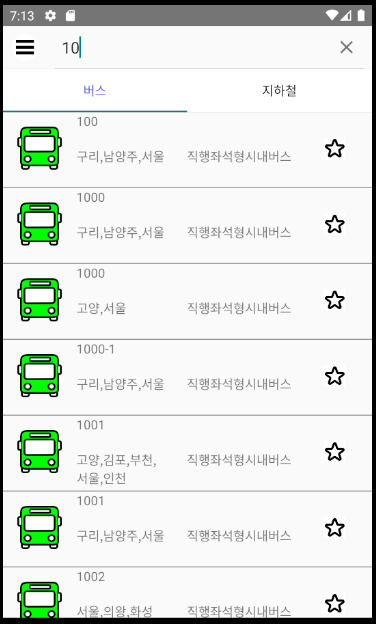 7:13
10
버스 지하철
100
구리,남양주,서울 직행좌석형시내버스
1000
구리,남양주,서울 직행좌석형시내버스
1000
고양,서울 직행좌석형시내버스
1000-1
구리,남양주,서울 직행좌석형시내버스
1001
고양,김포,부천, 직행좌석형시내버스
서울,인천
1001
구리,남양주,서울 직행좌석형시내버스
1002
서울,의왕,화성 직행좌석형시내버스